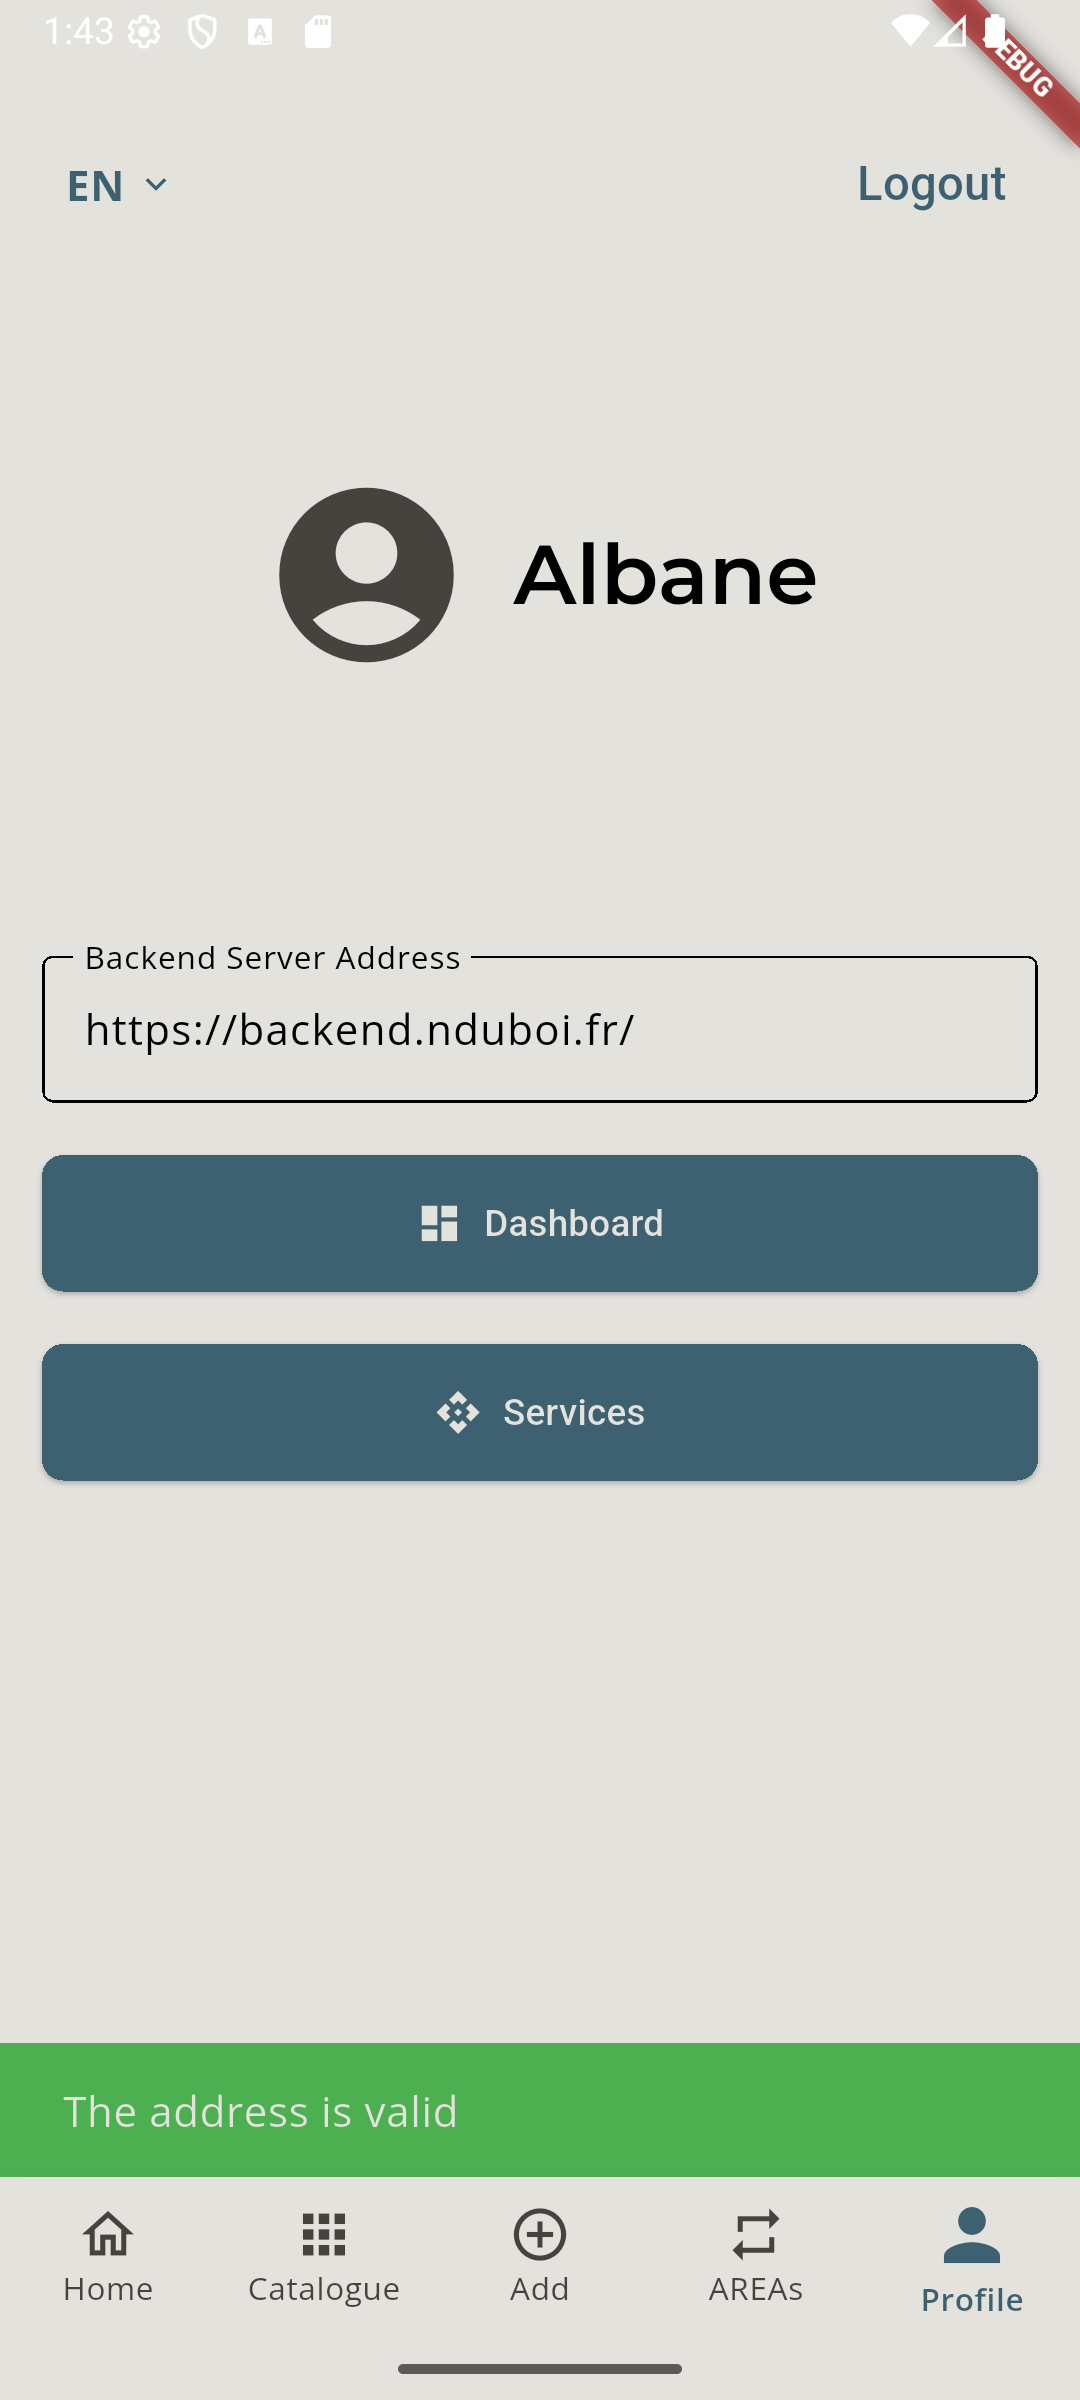 1:43
EBUG
EN
Logout
Albane
Backend Server Address
https://backend.nduboi.fr/
Dashboard
Services
The address is valid
Home
Catalogue
Add
AREAs
Profile